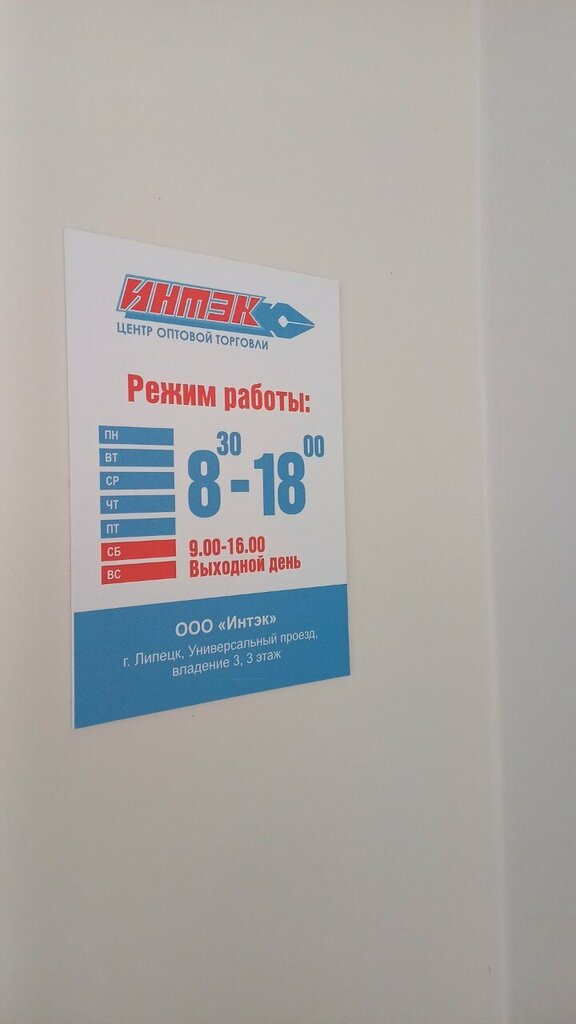 ИНТЭК
ЦЕНТР ОПТОВОЙ ТОРГОВЛИ
Режим работы:
ПН
ВТ
СР
ЧТ
ПТ
8 30 - 18 00
СБ 9.00-16.00
ВС Выходной день
ООО «Интэк»
г. Липецк, Универсальный проезд,
владение 3, 3 этаж